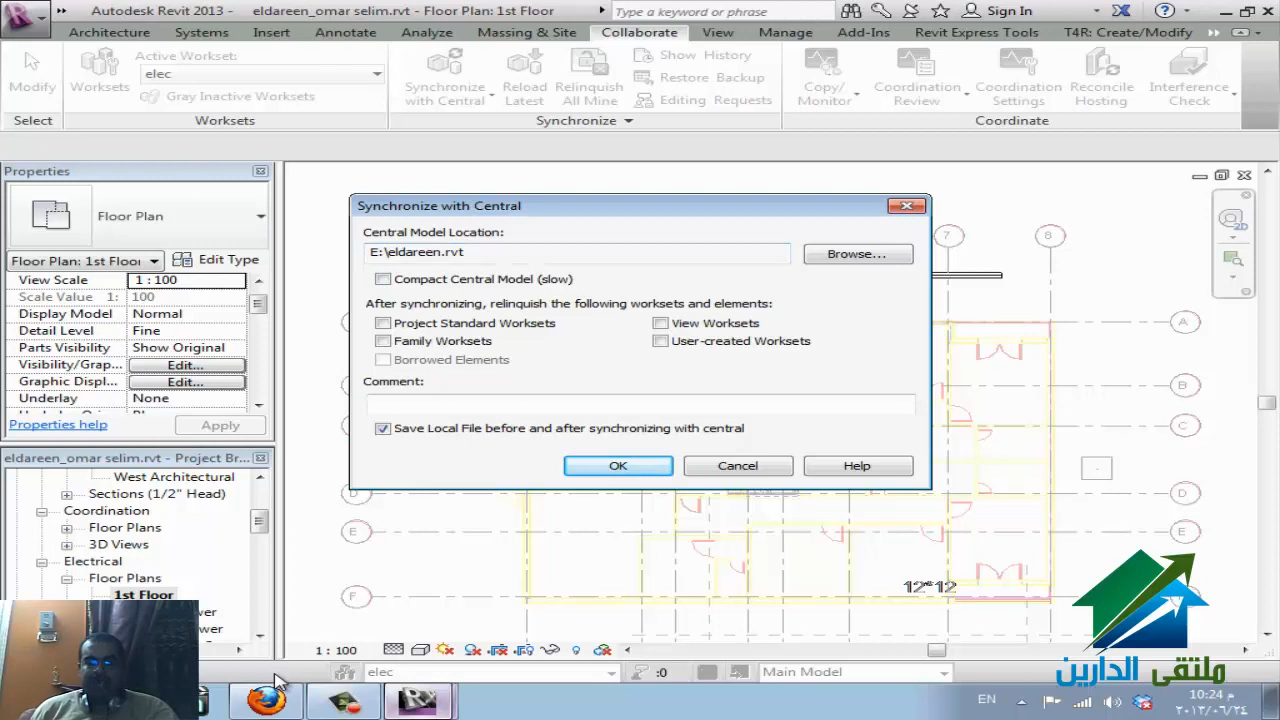 Autodesk Revit 2013 - eldareen_omar selim.rvt - Floor Plan: 1st Floor
Type a keyword or phrase
Sign In
Architecture Systems Insert Annotate Analyze Massing & Site Collaborate View Manage Add-Ins Revit Express Tools T4R: Create/Modify
Modify
Select
Worksets
Active Workset:
elec
Gray Inactive Worksets
Worksets
Synchronize with Central
Reload Latest
Relinquish All Mine
Show History
Restore Backup
Editing Requests
Synchronize
Copy/ Monitor
Coordination Review
Coordination Settings
Reconcile Hosting
Interference Check
Coordinate
Properties
Floor Plan
Floor Plan: 1st Floor
Edit Type
View Scale 1 : 100
Scale Value 1: 100
Display Model Normal
Detail Level Fine
Parts Visibility Show Original
Visibility/Grap... Edit...
Graphic Displ... Edit...
Underlay None
Properties help
Apply
eldareen_omar selim.rvt - Project Br...
West Architectural
Sections (1/2" Head)
Coordination
Floor Plans
3D Views
Electrical
Floor Plans
1st Floor
Synchronize with Central
Central Model Location:
E:\eldareen.rvt
Browse...
Compact Central Model (slow)
After synchronizing, relinquish the following worksets and elements:
Project Standard Worksets
View Worksets
Family Worksets
User-created Worksets
Borrowed Elements
Comment:
Save Local File before and after synchronizing with central
OK Cancel Help
7 8
A
B
C
D D
E E
F
12*12
2D
1 : 100
elec
:0
Main Model
ملتقى الدارين
EN
10:24 م
٢٠١٣/٠٦/٢٤